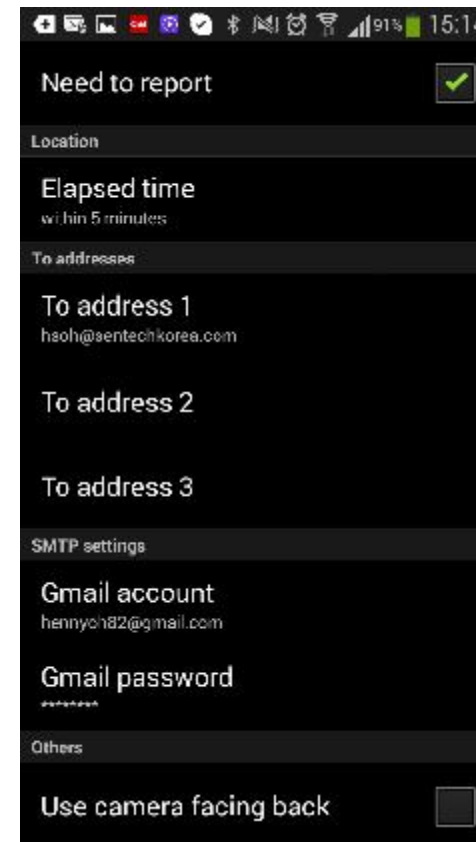 91% 15:14
Need to report
Location
Elapsed time
within 5 minutes
To addresses
To address 1
hsoh@sentechkorea.com
To address 2
To address 3
SMTP settings
Gmail account
hennyoh82@gmail.com
Gmail password
********
Others
Use camera facing back